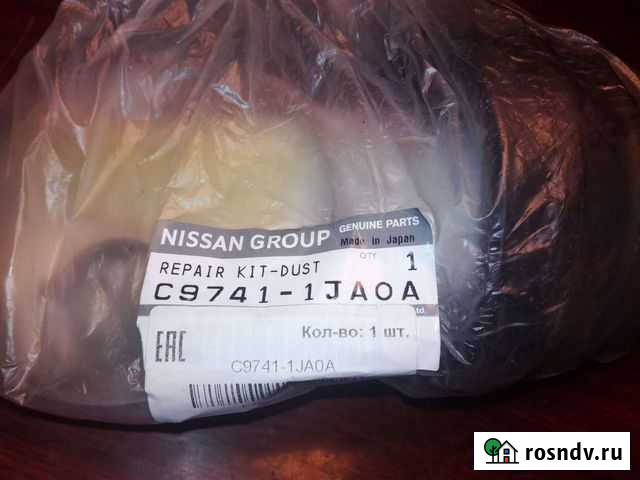 NISSAN GROUP
GENUINE PARTS
Made in Japan
REPAIR KIT-DUST
QTY 1
C9741-1JA0A
Ltd.
EAC
Кол-во: 1 шт.
C9741-1JA0A
rosndv.ru